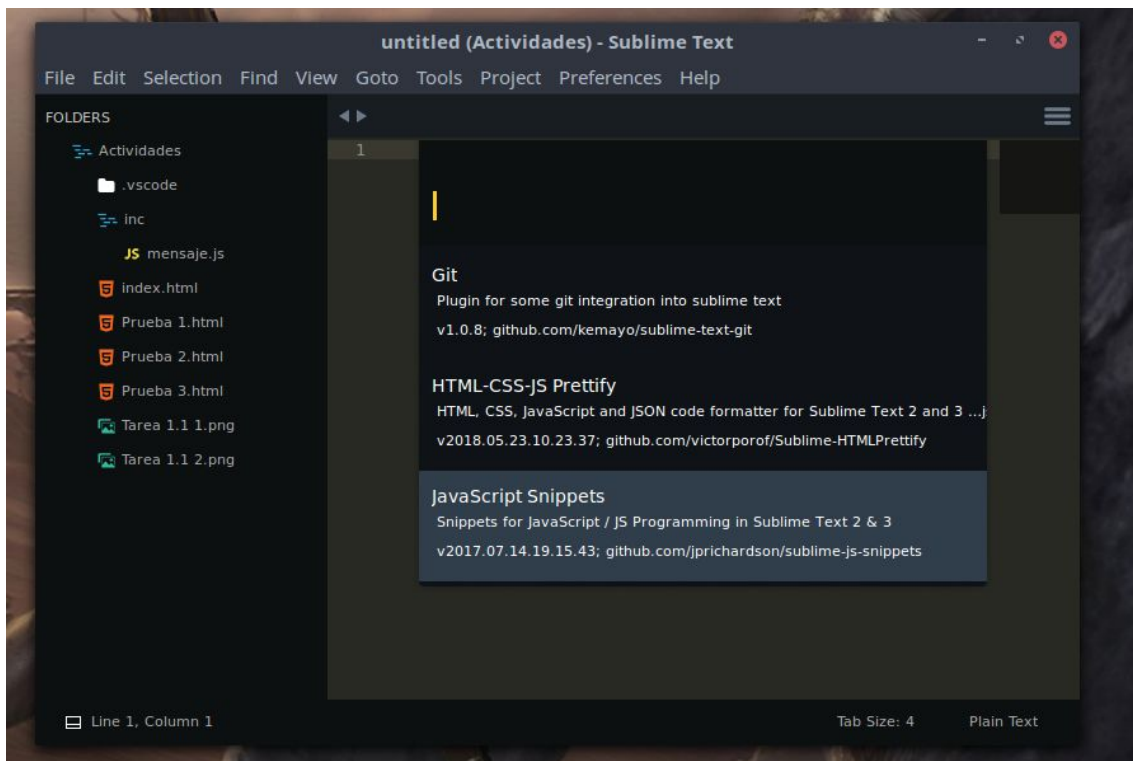 untitled (Actividades) - Sublime Text
File Edit Selection Find View Goto Tools Project Preferences Help
FOLDERS
Actividades
.vscode
inc
JS mensaje.js
index.html
Prueba 1.html
Prueba 2.html
Prueba 3.html
Tarea 1.1 1.png
Tarea 1.1 2.png
1
Git
Plugin for some git integration into sublime text
v1.0.8; github.com/kemayo/sublime-text-git
HTML-CSS-JS Prettify
HTML, CSS, JavaScript and JSON code formatter for Sublime Text 2 and 3 ...j
v2018.05.23.10.23.37; github.com/victorporof/Sublime-HTMLPrettify
JavaScript Snippets
Snippets for JavaScript / JS Programming in Sublime Text 2 & 3
v2017.07.14.19.15.43; github.com/jprichardson/sublime-js-snippets
Line 1, Column 1 Tab Size: 4 Plain Text